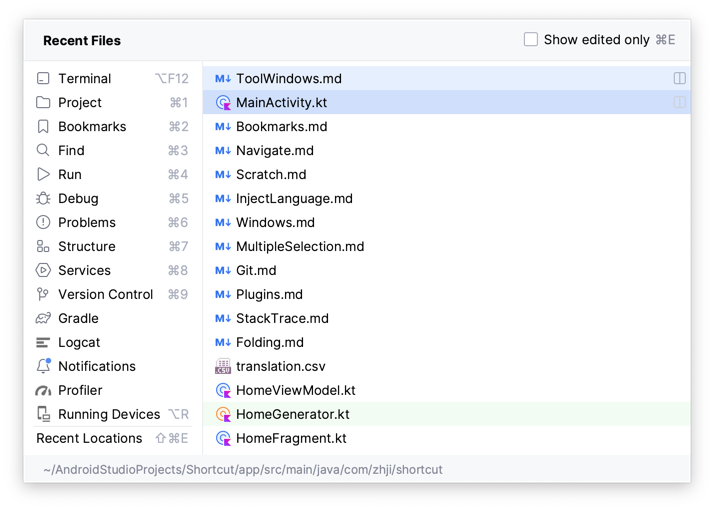 Recent Files
Show edited only ⌘E
Terminal ⌥F12
Project ⌘1
Bookmarks ⌘2
Find ⌘3
Run ⌘4
Debug ⌘5
Problems ⌘6
Structure ⌘7
Services ⌘8
Version Control ⌘9
Gradle
Logcat
Notifications
Profiler
Running Devices ⌥R
Recent Locations ⇧⌘E
M↓ ToolWindows.md
MainActivity.kt
M↓ Bookmarks.md
M↓ Navigate.md
M↓ Scratch.md
M↓ InjectLanguage.md
M↓ Windows.md
M↓ MultipleSelection.md
M↓ Git.md
M↓ Plugins.md
M↓ StackTrace.md
M↓ Folding.md
CSV translation.csv
HomeViewModel.kt
HomeGenerator.kt
HomeFragment.kt
~/AndroidStudioProjects/Shortcut/app/src/main/java/com/zhji/shortcut